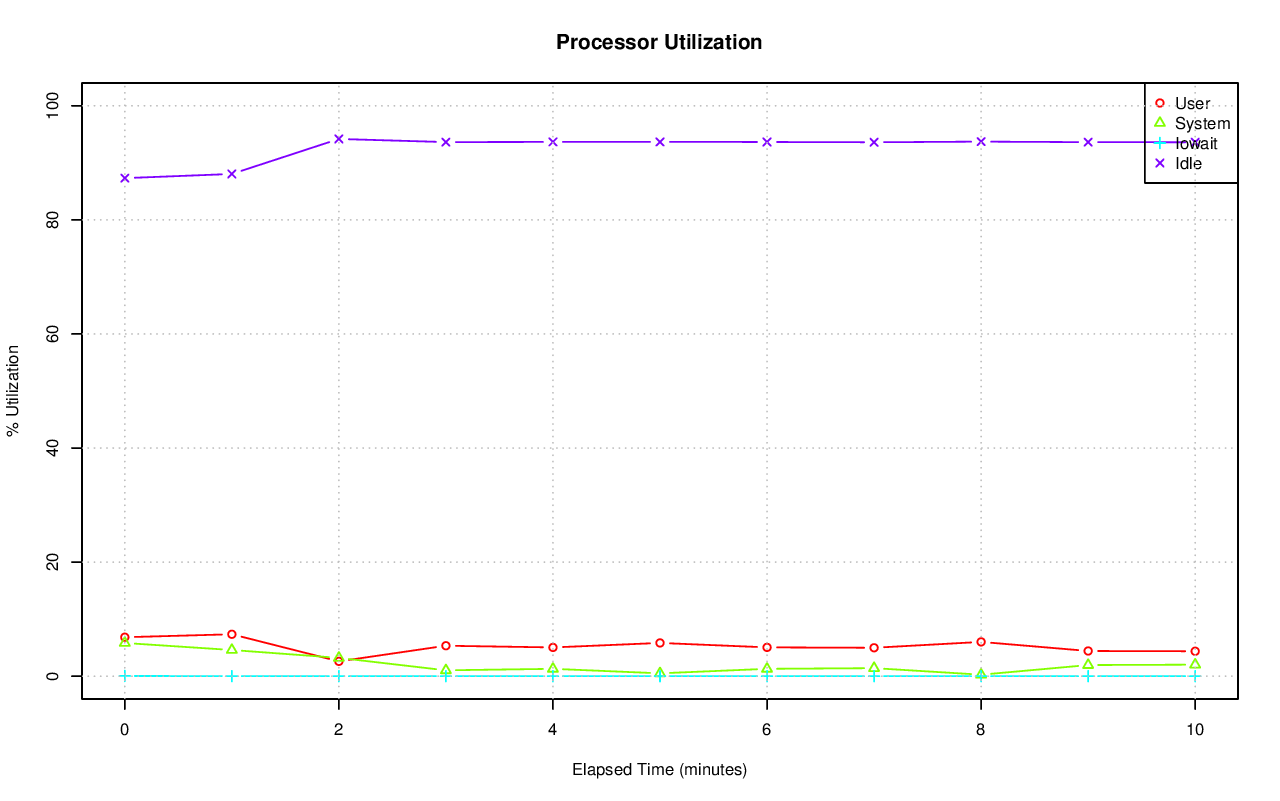 Processor Utilization
% Utilization
100
80
60
40
20
0
User
System
Iowait
Idle
0 2 4 6 8 10
Elapsed Time (minutes)